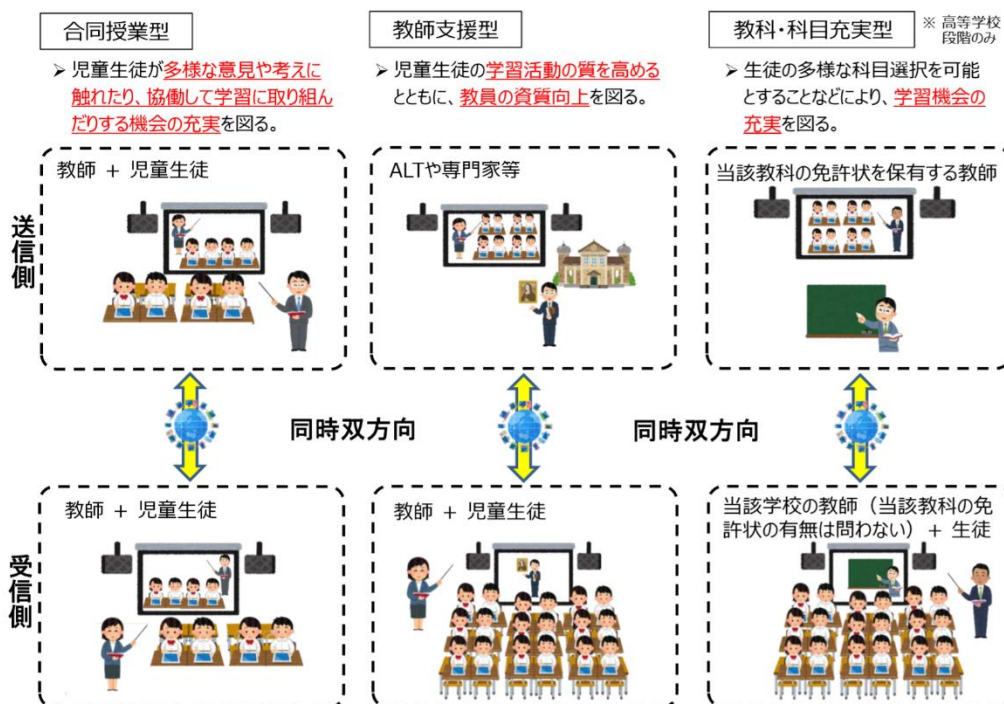 合同授業型
➢ 児童生徒が多様な意見や考えに
触れたり、協働して学習に取り組ん
だりする機会の充実を図る。
教師支援型
➢ 児童生徒の学習活動の質を高める
とともに、教員の資質向上を図る。
教科・科目充実型
※ 高等学校
段階のみ
➢ 生徒の多様な科目選択を可能
とすることなどにより、学習機会の
充実を図る。
送信側
教師 + 児童生徒
ALTや専門家等
当該教科の免許状を保有する教師
同時双方向
同時双方向
受信側
教師 + 児童生徒
教師 + 児童生徒
当該学校の教師（当該教科の免
許状の有無は問わない）+ 生徒